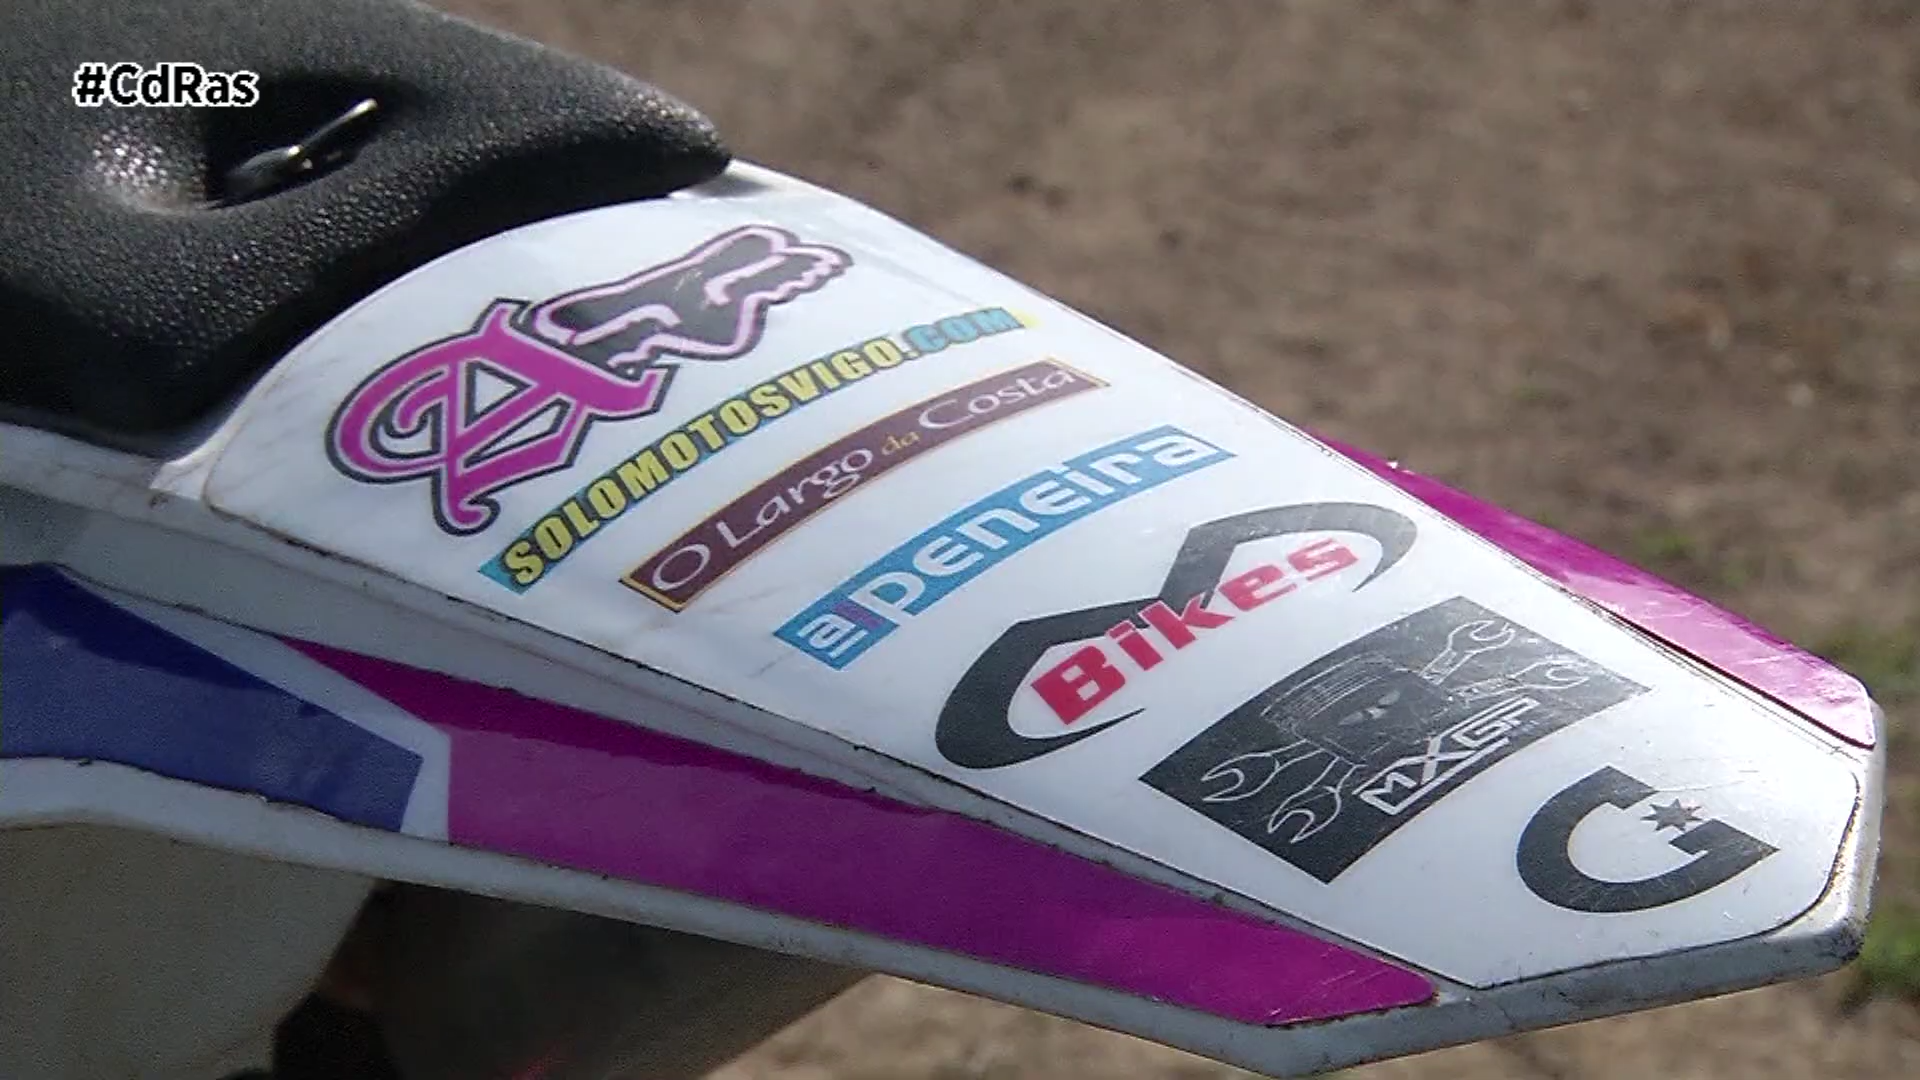 #CdRas
A
SOLOMOTOSVIGO.COM
O Largo da Costa
a peneira
Bikes
MXGP
G